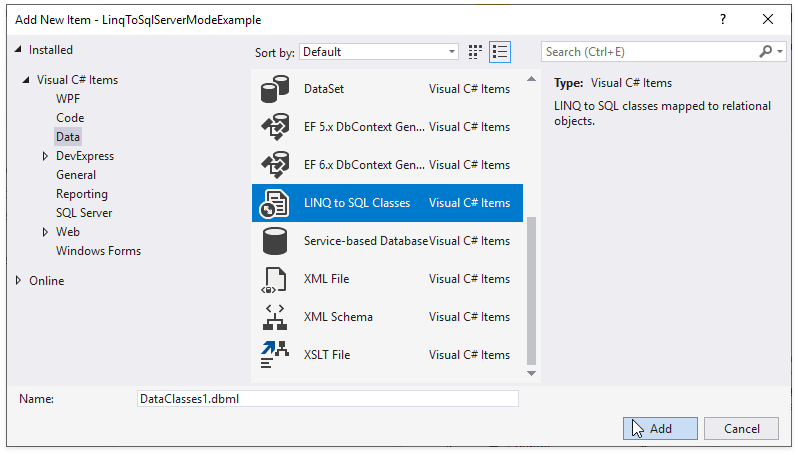 Add New Item - LinqToSqlServerModeExample
?
Installed
Visual C# Items
WPF
Code
Data
DevExpress
General
Reporting
SQL Server
Web
Windows Forms
Online
Sort by: Default
DataSet Visual C# Items
EF 5.x DbContext Gen... Visual C# Items
EF 6.x DbContext Gen... Visual C# Items
LINQ to SQL Classes Visual C# Items
Service-based Database Visual C# Items
XML File Visual C# Items
XML Schema Visual C# Items
XSLT File Visual C# Items
Search (Ctrl+E)
Type: Visual C# Items
LINQ to SQL classes mapped to relational
objects.
Name: DataClasses1.dbml
Add Cancel